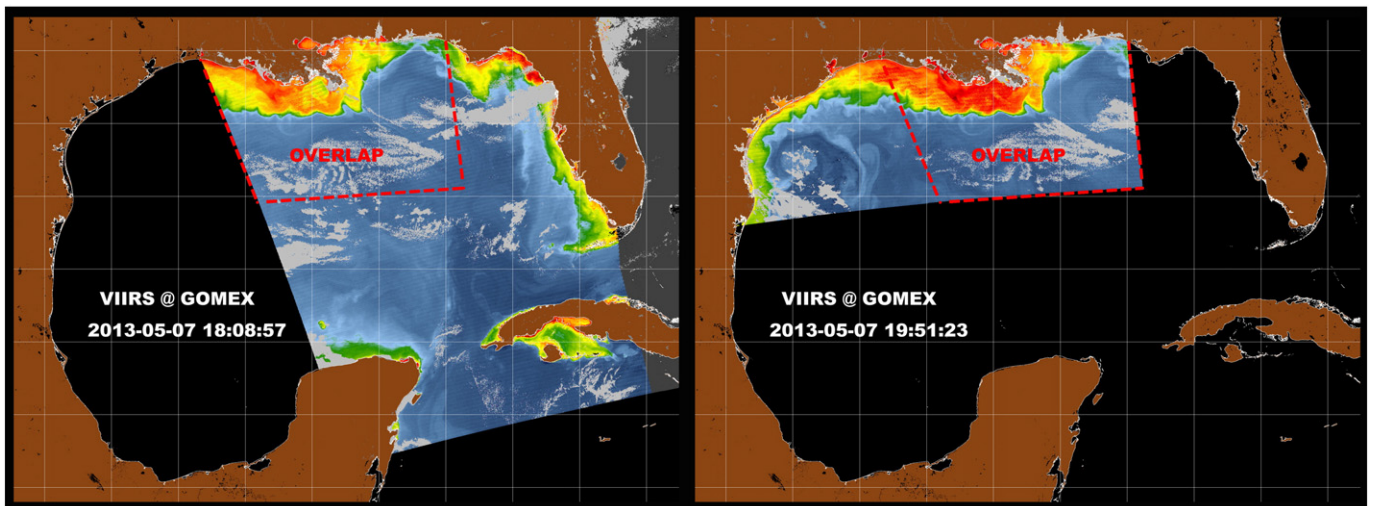 OVERLAP
VIIRS @ GOMEX
2013-05-07 18:08:57
OVERLAP
VIIRS @ GOMEX
2013-05-07 19:51:23